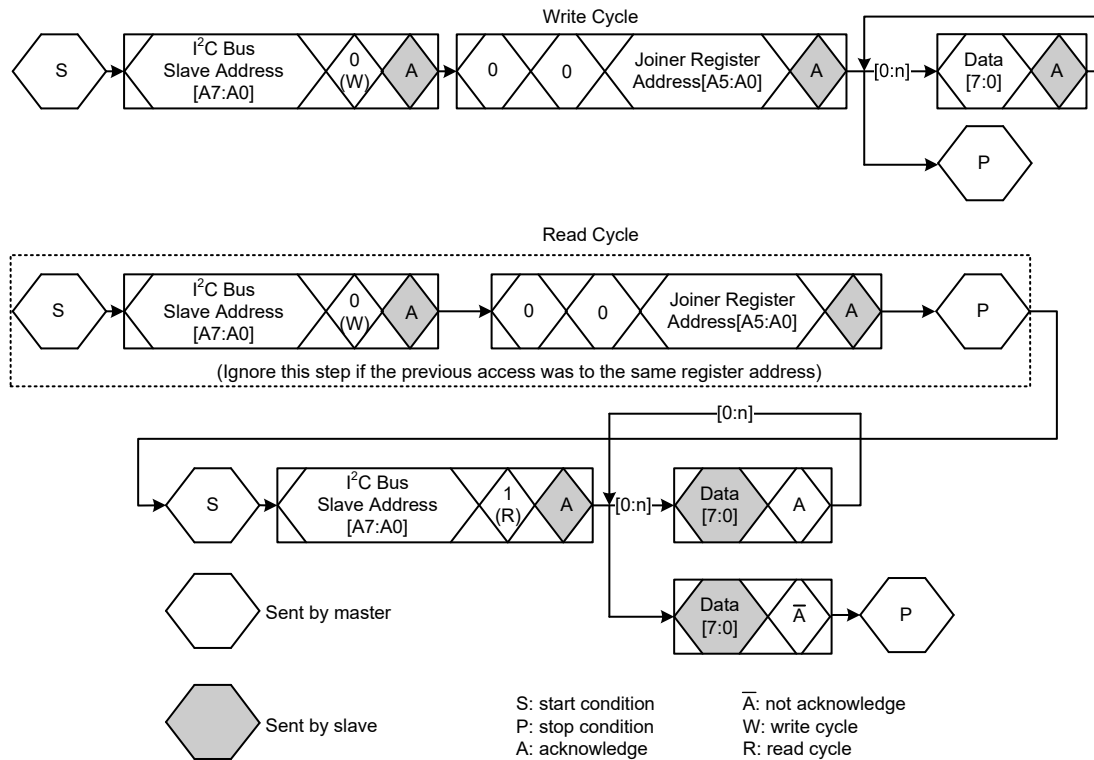 Write Cycle
S
I²C Bus
Slave Address
[A7:A0]
0
(W)
A
0
0
Joiner Register
Address[A5:A0]
A
[0:n]
Data
[7:0]
A
P
Read Cycle
S
I²C Bus
Slave Address
[A7:A0]
0
(W)
A
0
0
Joiner Register
Address[A5:A0]
A
P
(Ignore this step if the previous access was to the same register address)
[0:n]
S
I²C Bus
Slave Address
[A7:A0]
1
(R)
A
[0:n]
Data
[7:0]
A
Data
[7:0]
A̅
P
Sent by master
Sent by slave
S: start condition
P: stop condition
A: acknowledge
A̅: not acknowledge
W: write cycle
R: read cycle